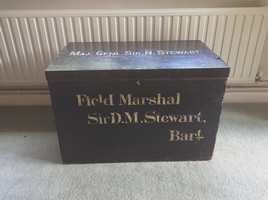 Maj. Genl. Sir. N. Stewart
Field Marshal
Sir D.M. Stewart,
Bart